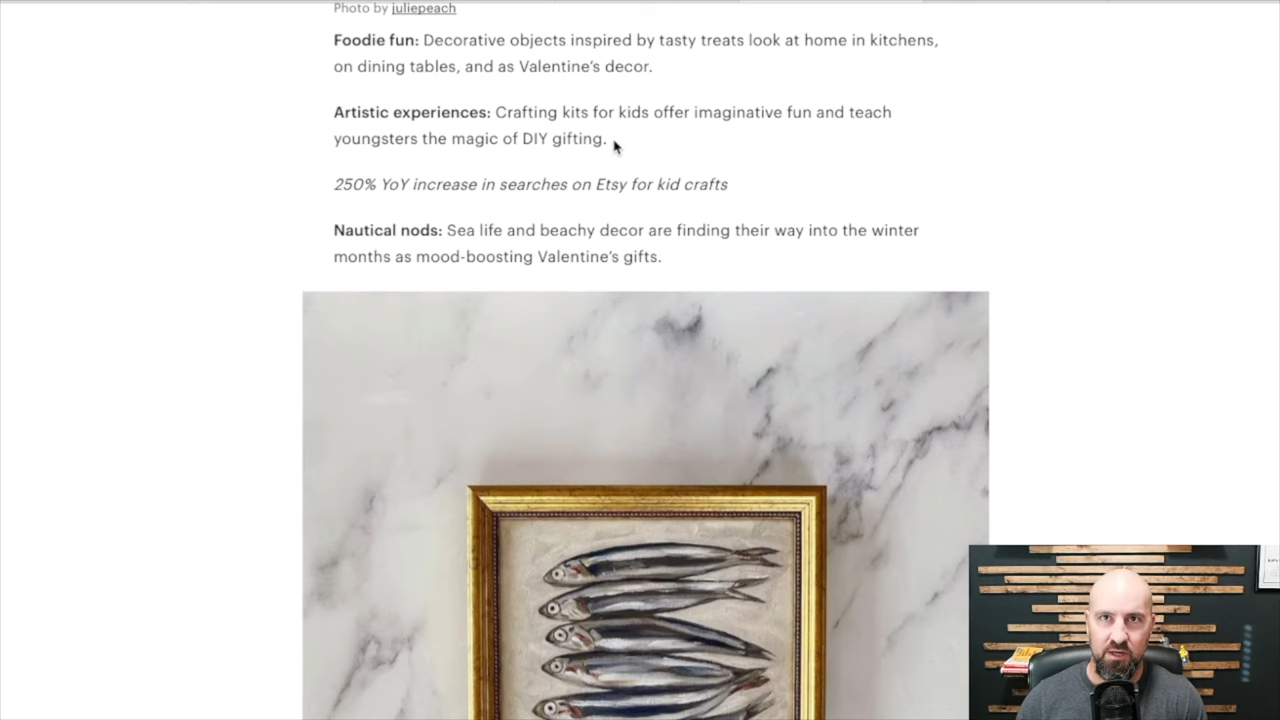 Photo by juliepeach
Foodie fun: Decorative objects inspired by tasty treats look at home in kitchens,
on dining tables, and as Valentine’s decor.
Artistic experiences: Crafting kits for kids offer imaginative fun and teach
youngsters the magic of DIY gifting.
250% YoY increase in searches on Etsy for kid crafts
Nautical nods: Sea life and beachy decor are finding their way into the winter
months as mood-boosting Valentine’s gifts.